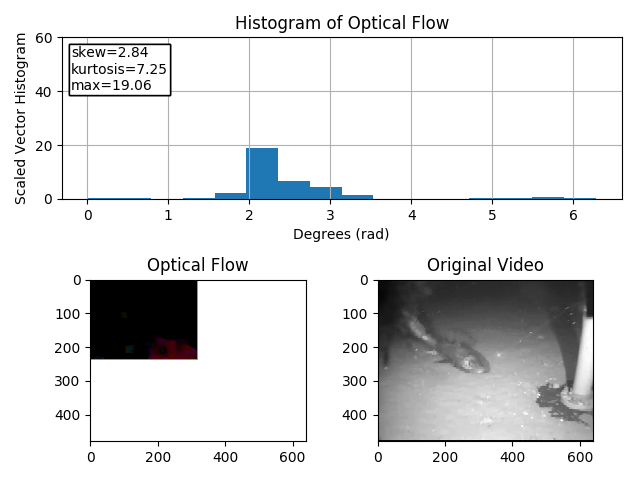 Histogram of Optical Flow
skew=2.84
kurtosis=7.25
max=19.06
Scaled Vector Histogram
60
40
20
0
0 1 2 3 4 5 6
Degrees (rad)
Optical Flow
0
100
200
300
400
0 200 400 600
Original Video
0
100
200
300
400
0 200 400 600